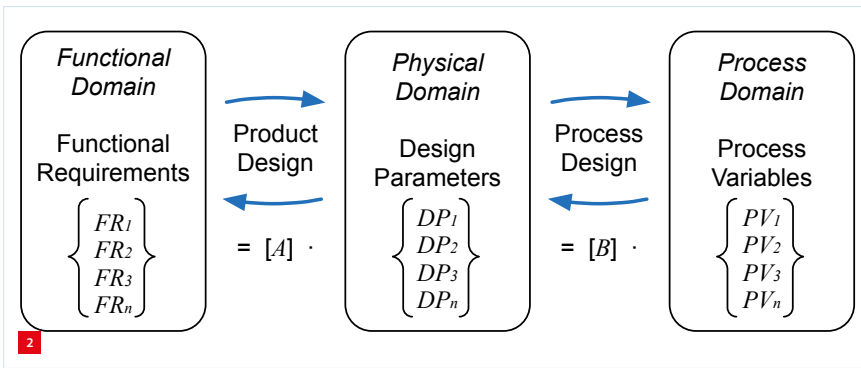 Functional
Domain
Functional
Requirements
FR1
FR2
FR3
FRn
Product
Design
= [A] ·
Physical
Domain
Design
Parameters
DP1
DP2
DP3
DPn
Process
Design
= [B] ·
Process
Domain
Process
Variables
PV1
PV2
PV3
PVn
2